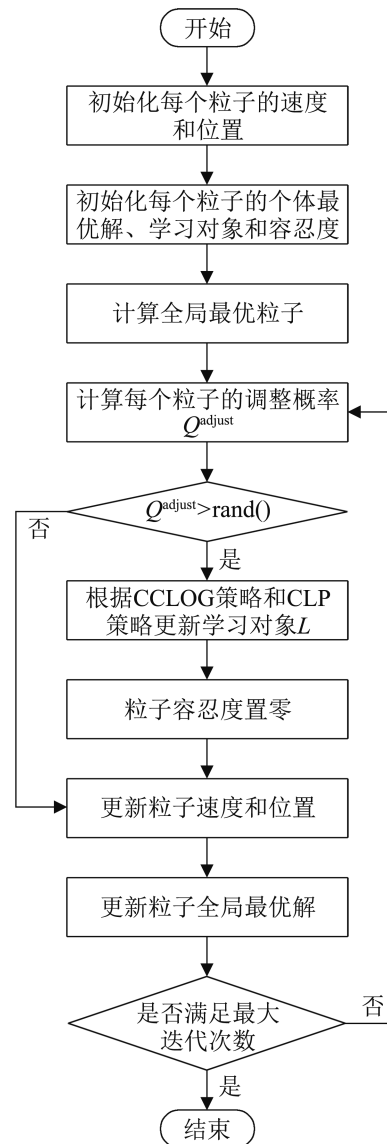 开始
初始化每个粒子的速度
和位置
初始化每个粒子的个体最
优解、学习对象和容忍度
计算全局最优粒子
计算每个粒子的调整概率
Q^adjust
Q^adjust>rand()
否
是
根据CCLOG策略和CLP
策略更新学习对象L
粒子容忍度置零
更新粒子速度和位置
更新粒子全局最优解
是否满足最大
迭代次数
否
是
结束